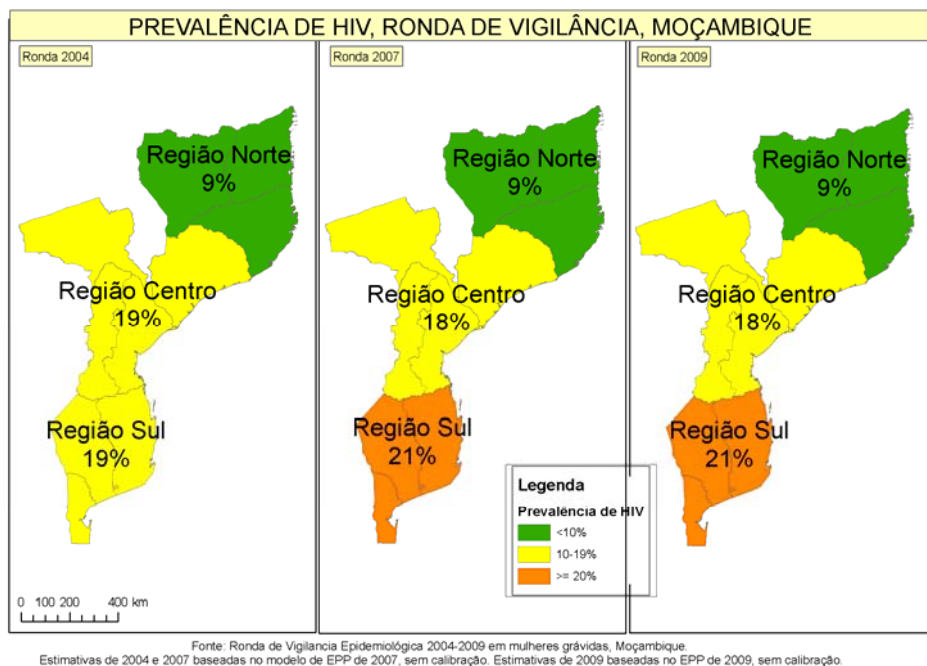 PREVALÊNCIA DE HIV, RONDA DE VIGILÂNCIA, MOÇAMBIQUE
Ronda 2004
Região Norte
9%
Região Centro
19%
Região Sul
19%
0 100 200 400 km
Ronda 2007
Região Norte
9%
Região Centro
18%
Região Sul
21%
Ronda 2009
Região Norte
9%
Região Centro
18%
Região Sul
21%
Legenda
Prevalência de HIV
<10%
10-19%
>= 20%
Fonte: Ronda de Vigilancia Epidemiológica 2004-2009 em mulheres grávidas, Moçambique.
Estimativas de 2004 e 2007 baseadas no modelo de EPP de 2007, sem calibração. Estimativas de 2009 baseadas no EPP de 2009, sem calibração.